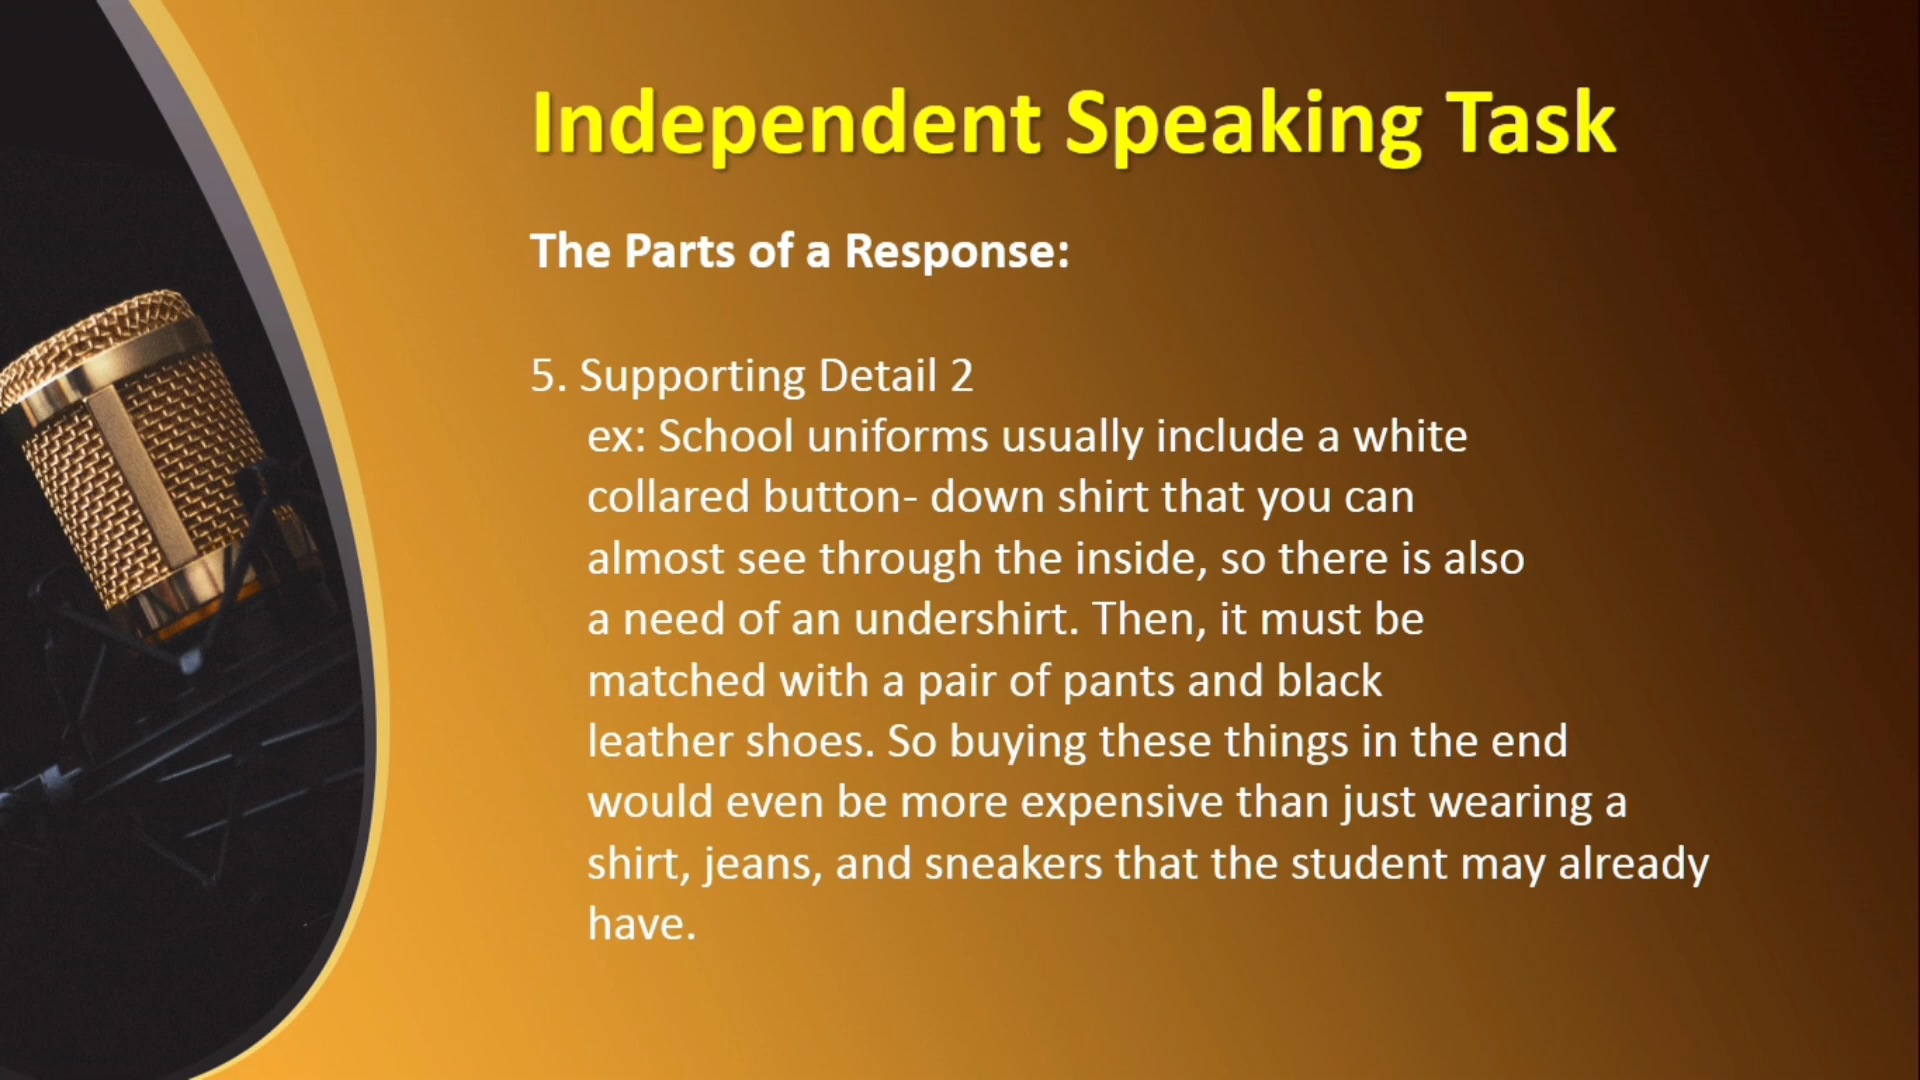 Independent Speaking Task
The Parts of a Response:
5. Supporting Detail 2
ex: School uniforms usually include a white
collared button- down shirt that you can
almost see through the inside, so there is also
a need of an undershirt. Then, it must be
matched with a pair of pants and black
leather shoes. So buying these things in the end
would even be more expensive than just wearing a
shirt, jeans, and sneakers that the student may already
have.